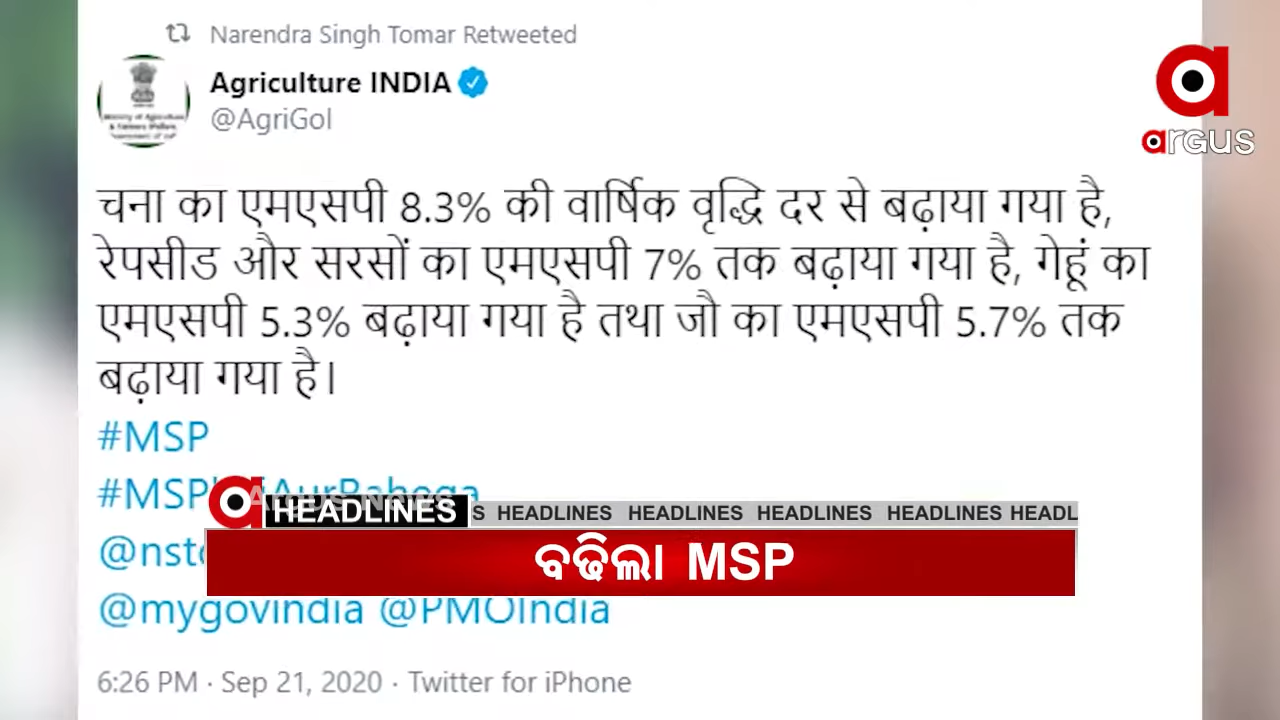 Narendra Singh Tomar Retweeted
Agriculture INDIA
@AgriGoI
argus
चना का एमएसपी 8.3% की वार्षिक वृद्धि दर से बढ़ाया गया है,
रेपसीड और सरसों का एमएसपी 7% तक बढ़ाया गया है, गेहूं का
एमएसपी 5.3% बढ़ाया गया है तथा जौ का एमएसपी 5.7% तक
बढ़ाया गया है।
#MSP
HEADLINES HEADLINES HEADLINES HEADLINES HEADLINES HEADL
ବଢିଲା MSP
@mygovindia @PMOIndia
6:26 PM · Sep 21, 2020 · Twitter for iPhone